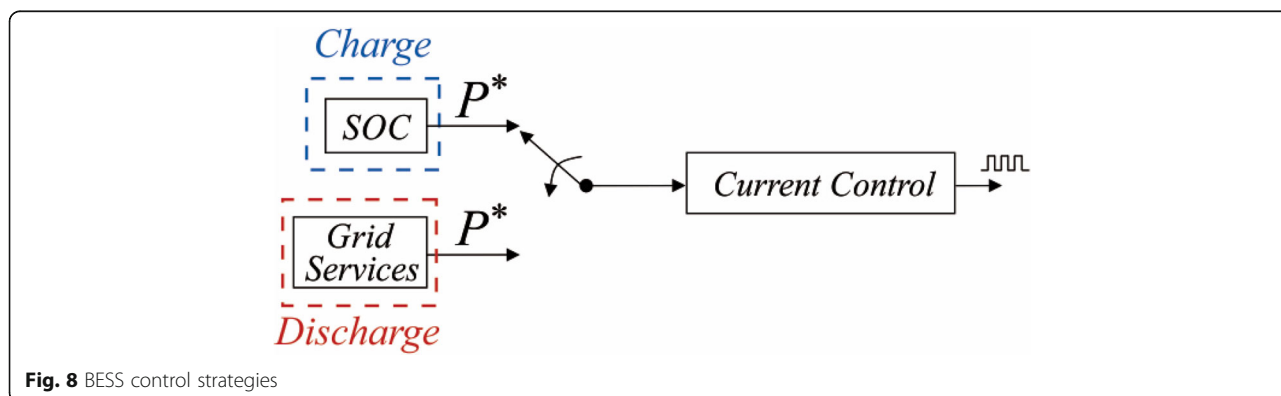 Charge
SOC
P*
Current Control
Grid
Services
P*
Discharge
Fig. 8 BESS control strategies